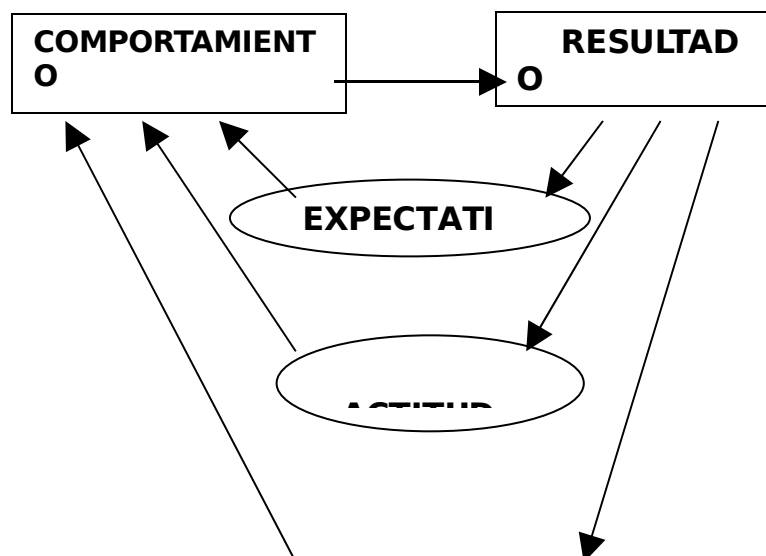 COMPORTAMIENT
O
RESULTAD
O
EXPECTATI